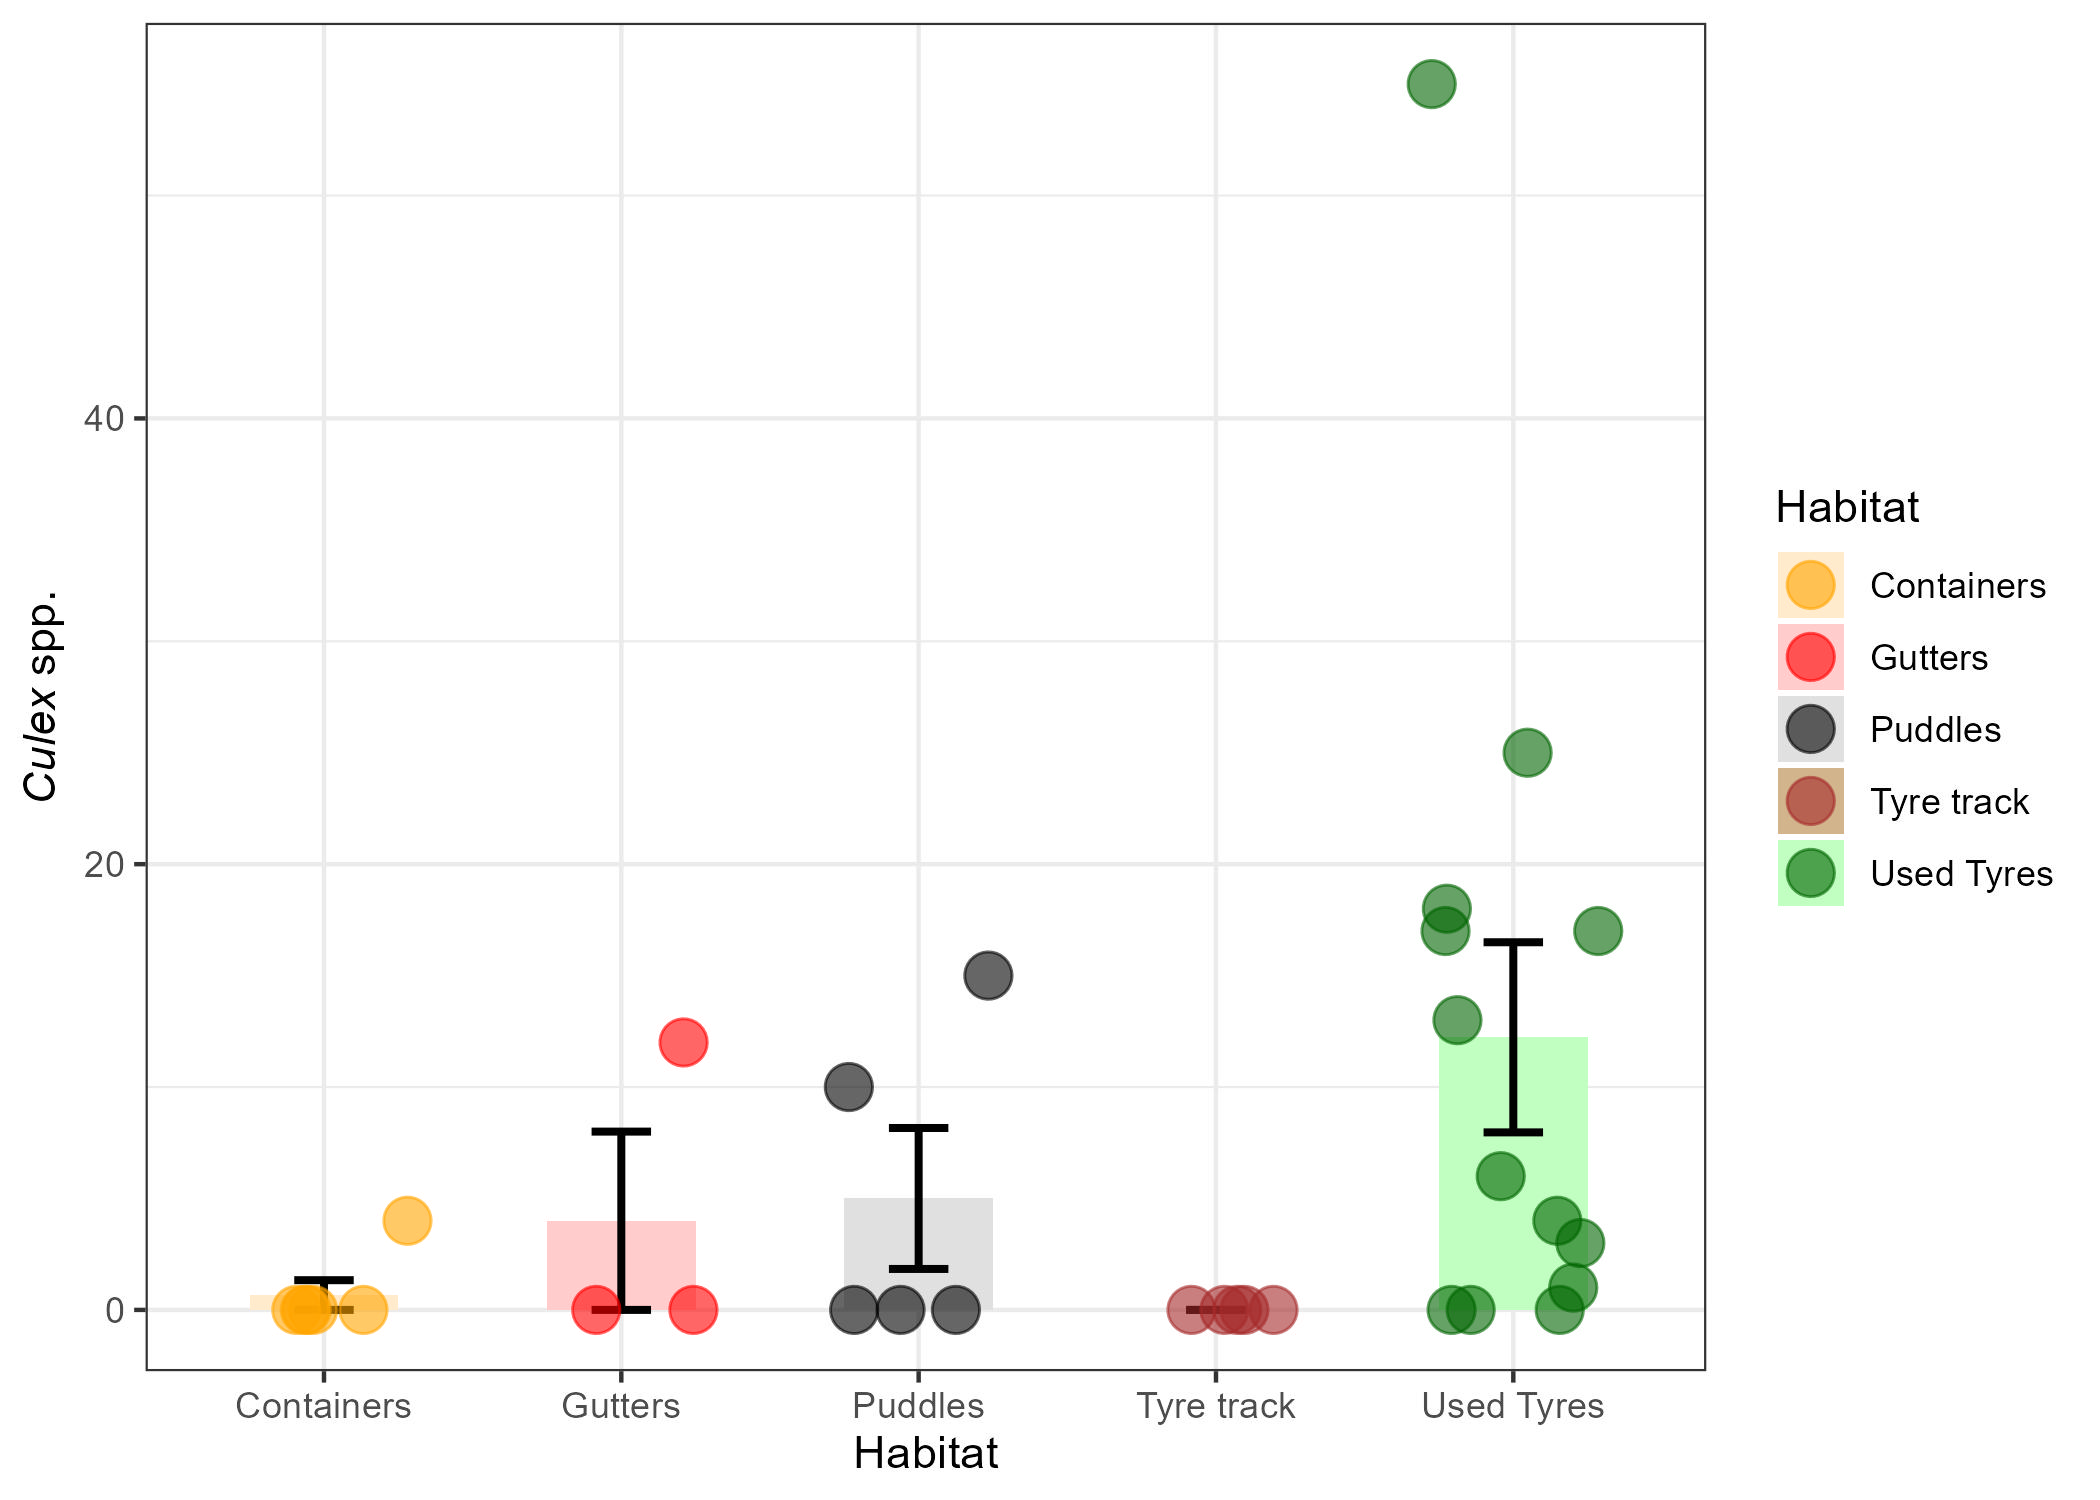 Culex spp.
40
20
0
Containers
Gutters
Puddles
Tyre track
Used Tyres
Habitat
Habitat
Containers
Gutters
Puddles
Tyre track
Used Tyres